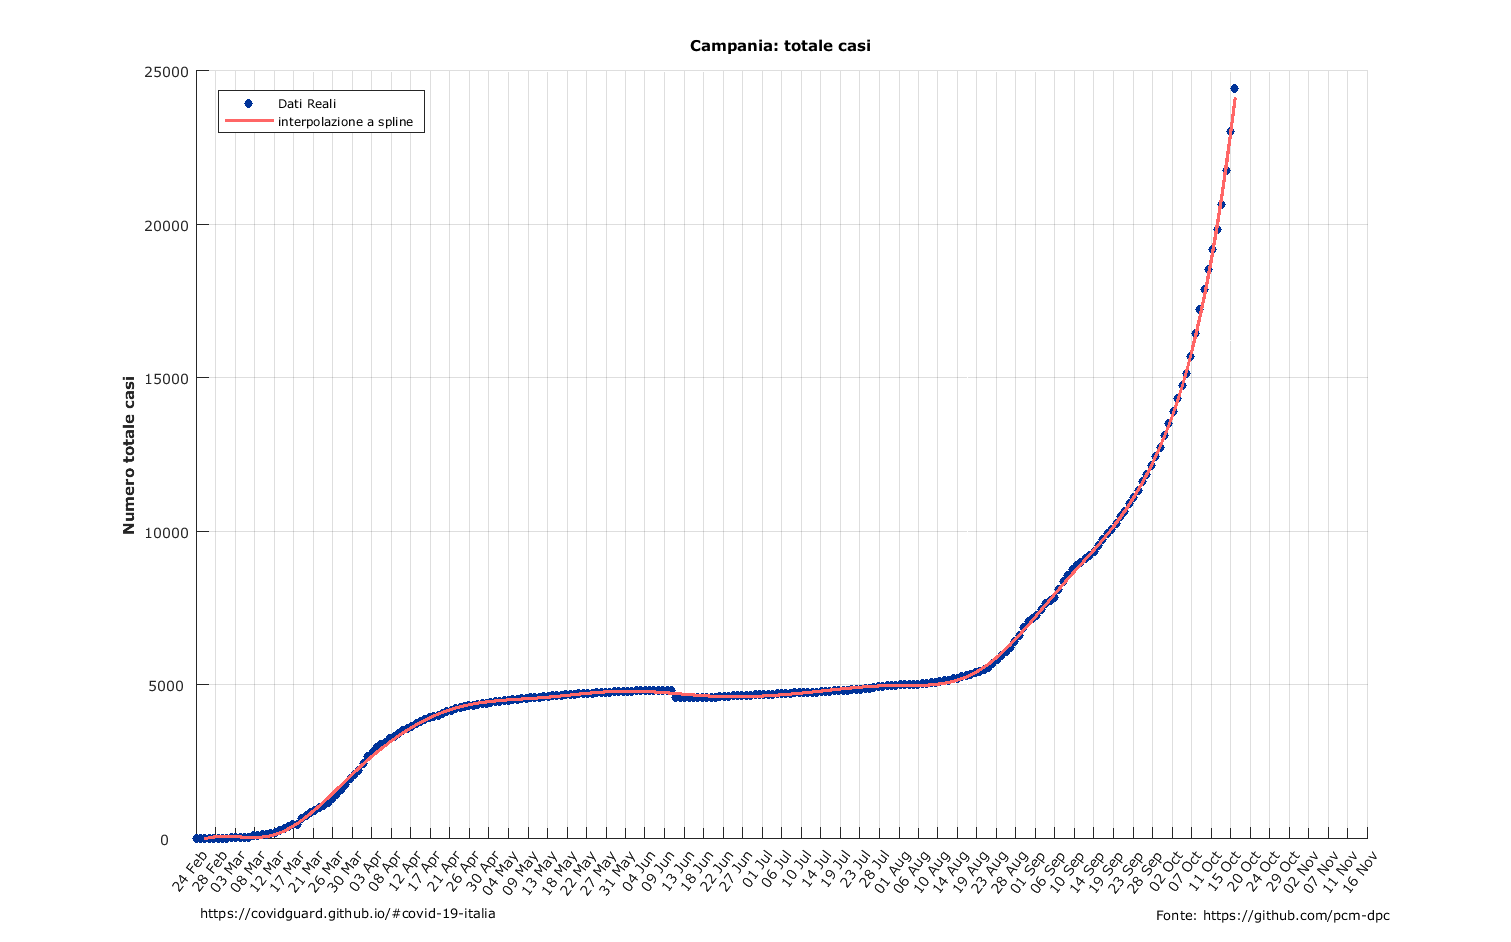 Campania: totale casi
Dati Reali
interpolazione a spline
Numero totale casi
25000
20000
15000
10000
5000
0
24 Feb
28 Feb
03 Mar
08 Mar
12 Mar
17 Mar
21 Mar
26 Mar
30 Mar
03 Apr
08 Apr
12 Apr
17 Apr
21 Apr
26 Apr
30 Apr
04 May
09 May
13 May
18 May
22 May
27 May
31 May
04 Jun
09 Jun
13 Jun
18 Jun
22 Jun
27 Jun
01 Jul
06 Jul
10 Jul
14 Jul
19 Jul
23 Jul
28 Jul
01 Aug
06 Aug
10 Aug
14 Aug
19 Aug
23 Aug
28 Aug
01 Sep
06 Sep
10 Sep
14 Sep
19 Sep
23 Sep
28 Sep
02 Oct
07 Oct
11 Oct
15 Oct
20 Oct
24 Oct
29 Oct
02 Nov
07 Nov
11 Nov
16 Nov
https://covidguard.github.io/#covid-19-italia
Fonte: https://github.com/pcm-dpc